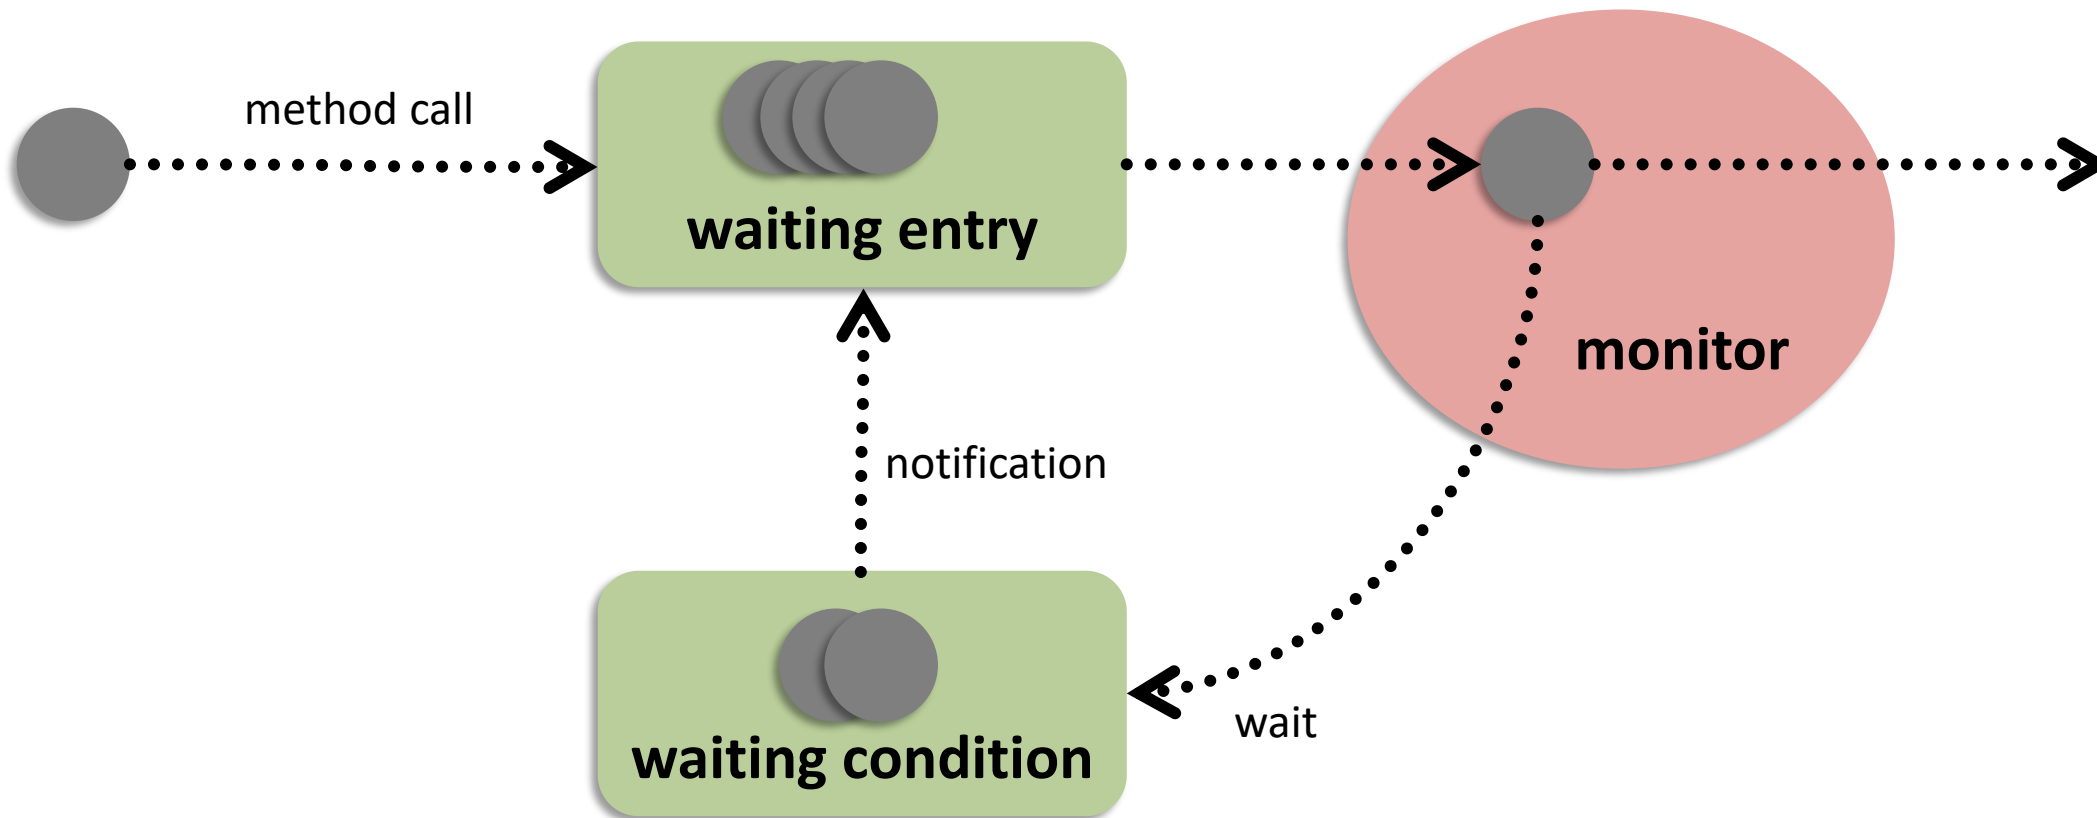 method call
waiting entry
monitor
notification
wait
waiting condition